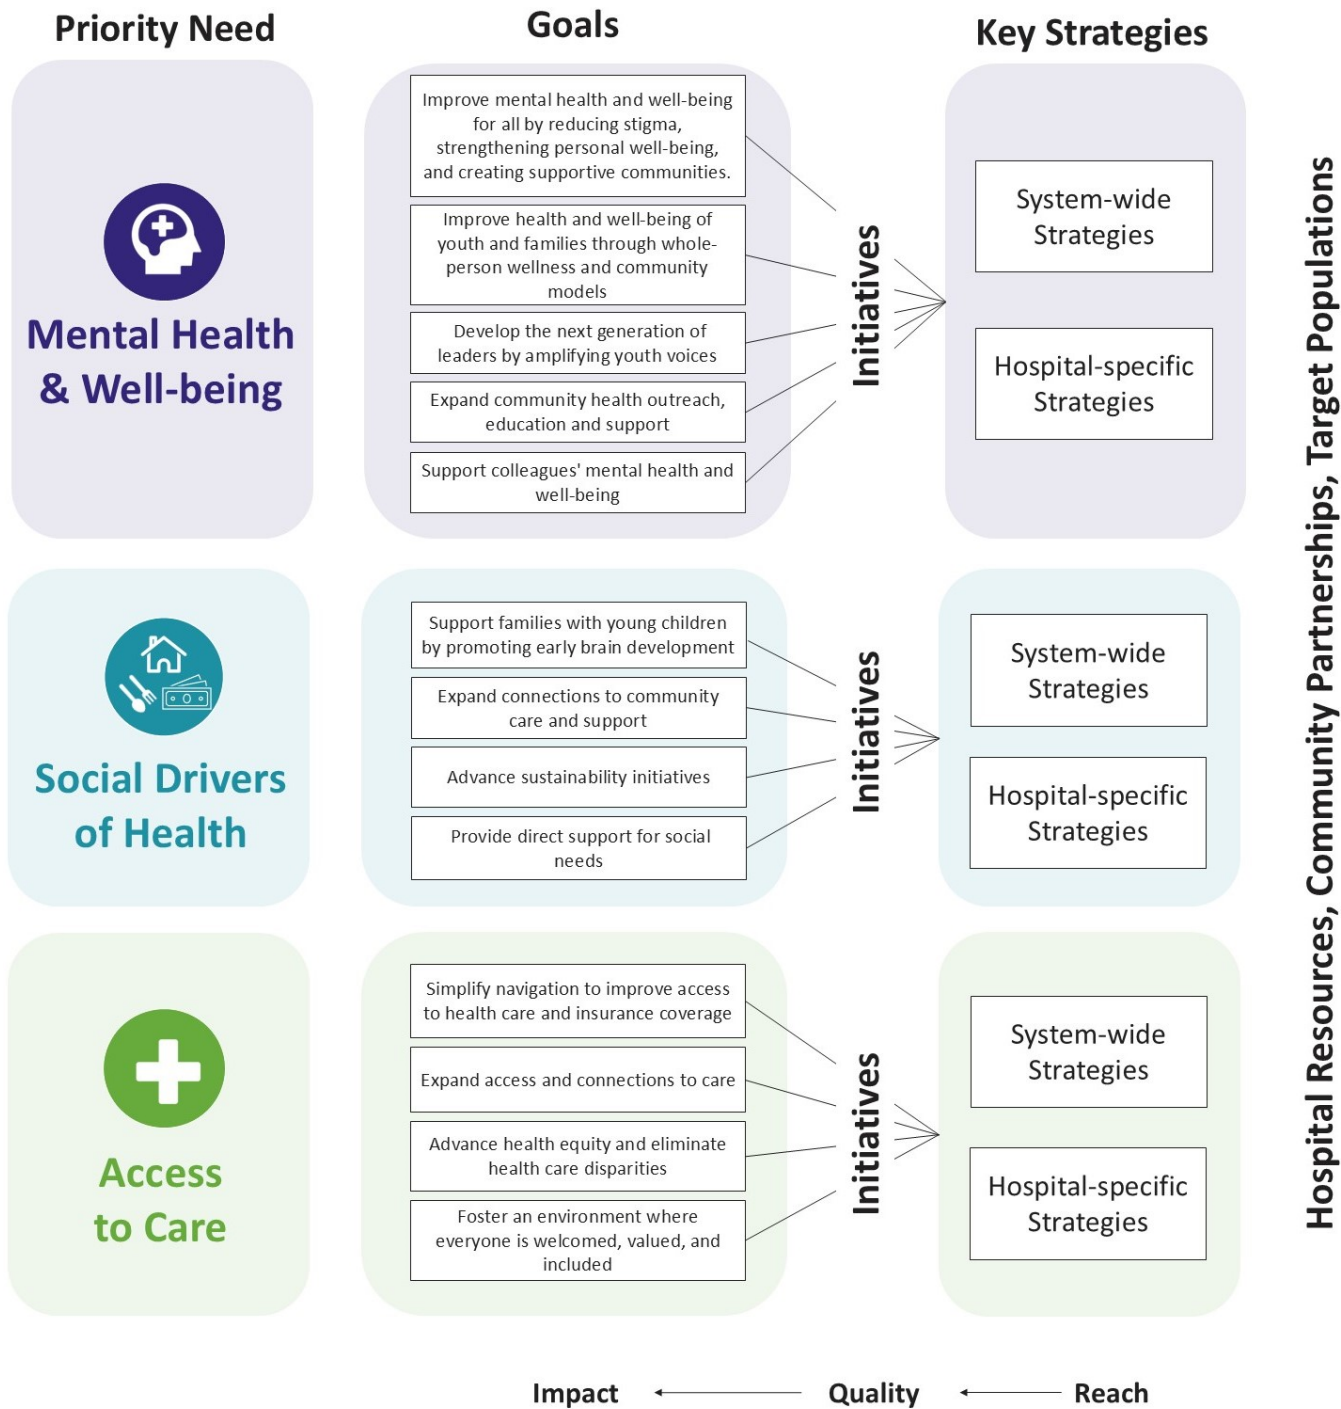 Priority Need
Goals
Key Strategies
Mental Health
& Well-being
Improve mental health and well-being
for all by reducing stigma,
strengthening personal well-being,
and creating supportive communities.
Improve health and well-being of
youth and families through whole-
person wellness and community
models
Develop the next generation of
leaders by amplifying youth voices
Expand community health outreach,
education and support
Support colleagues' mental health and
well-being
Initiatives
System-wide
Strategies
Hospital-specific
Strategies
Social Drivers
of Health
Support families with young children
by promoting early brain development
Expand connections to community
care and support
Advance sustainability initiatives
Provide direct support for social
needs
Initiatives
System-wide
Strategies
Hospital-specific
Strategies
Access
to Care
Simplify navigation to improve access
to health care and insurance coverage
Expand access and connections to care
Advance health equity and eliminate
health care disparities
Foster an environment where
everyone is welcomed, valued, and
included
Initiatives
System-wide
Strategies
Hospital-specific
Strategies
Hospital Resources, Community Partnerships, Target Populations
Impact
Quality
Reach